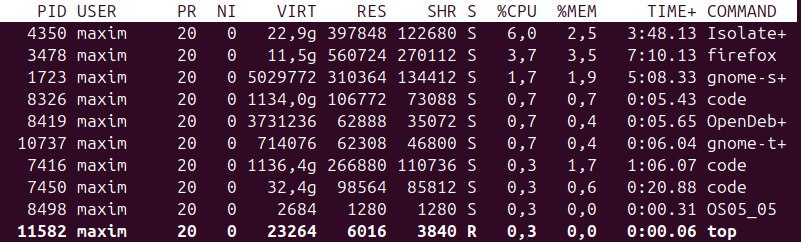 PID USER PR NI VIRT RES SHR S %CPU %MEM TIME+ COMMAND
4350 maxim 20 0 22,9g 397848 122680 S 6,0 2,5 3:48.13 Isolate+
3478 maxim 20 0 11,5g 560724 270112 S 3,7 3,5 7:10.13 firefox
1723 maxim 20 0 5029772 310364 134412 S 1,7 1,9 5:08.33 gnome-s+
8326 maxim 20 0 1134,0g 106772 73088 S 0,7 0,7 0:05.43 code
8419 maxim 20 0 3731236 62888 35072 S 0,7 0,4 0:05.65 OpenDeb+
10737 maxim 20 0 714076 62308 46800 S 0,7 0,4 0:06.04 gnome-t+
7416 maxim 20 0 1136,4g 266880 110736 S 0,3 1,7 1:06.07 code
7450 maxim 20 0 32,4g 98564 85812 S 0,3 0,6 0:20.88 code
8498 maxim 20 0 2684 1280 1280 S 0,3 0,0 0:00.31 OS05_05
11582 maxim 20 0 23264 6016 3840 R 0,3 0,0 0:00.06 top